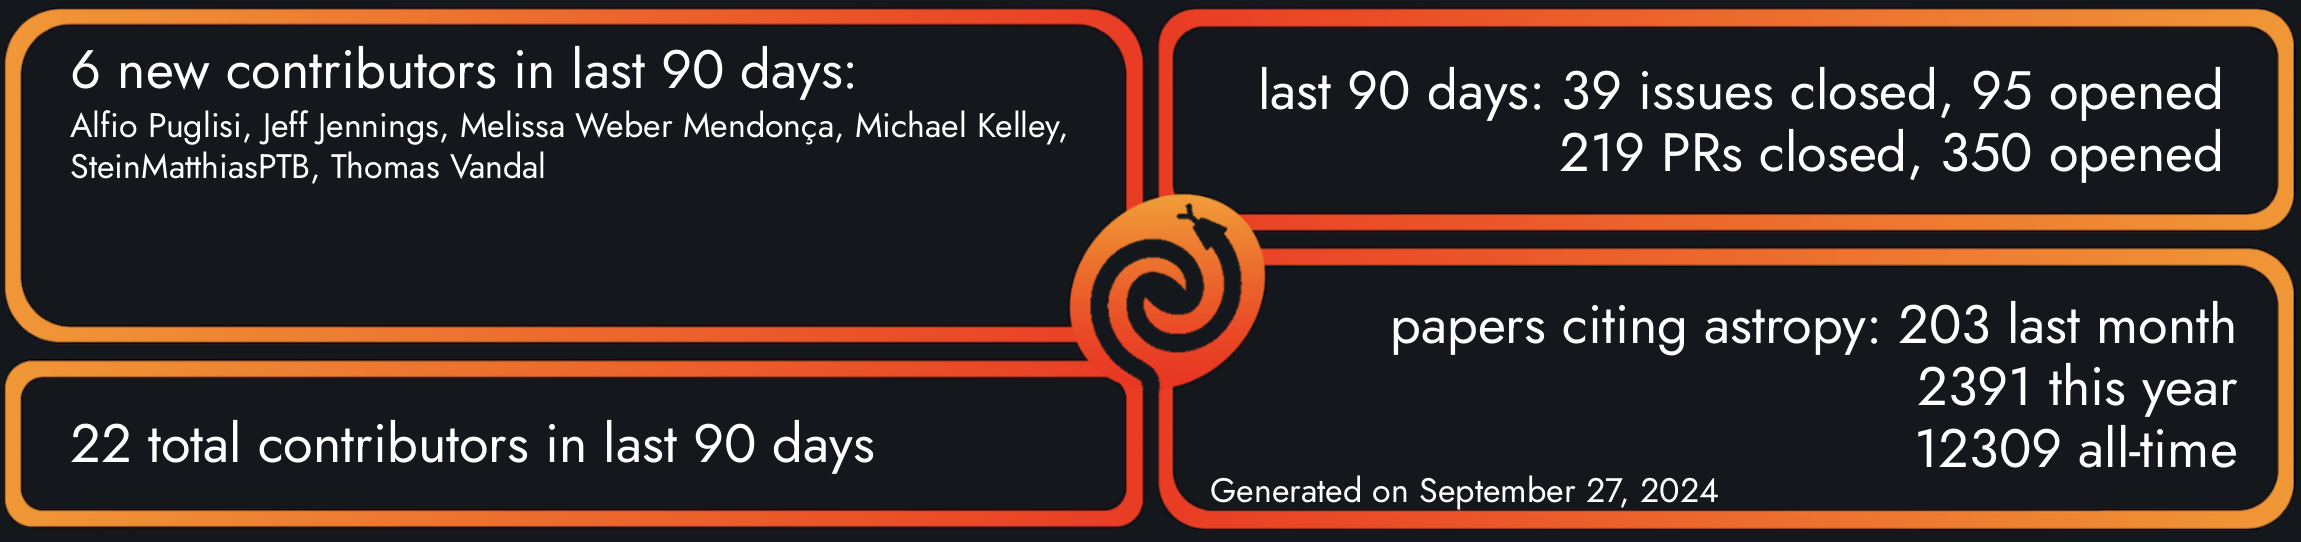 6 new contributors in last 90 days:
Alfio Puglisi, Jeff Jennings, Melissa Weber Mendonça, Michael Kelley,
SteinMatthiasPTB, Thomas Vandal
22 total contributors in last 90 days
last 90 days: 39 issues closed, 95 opened
219 PRs closed, 350 opened
papers citing astropy: 203 last month
2391 this year
12309 all-time
Generated on September 27, 2024